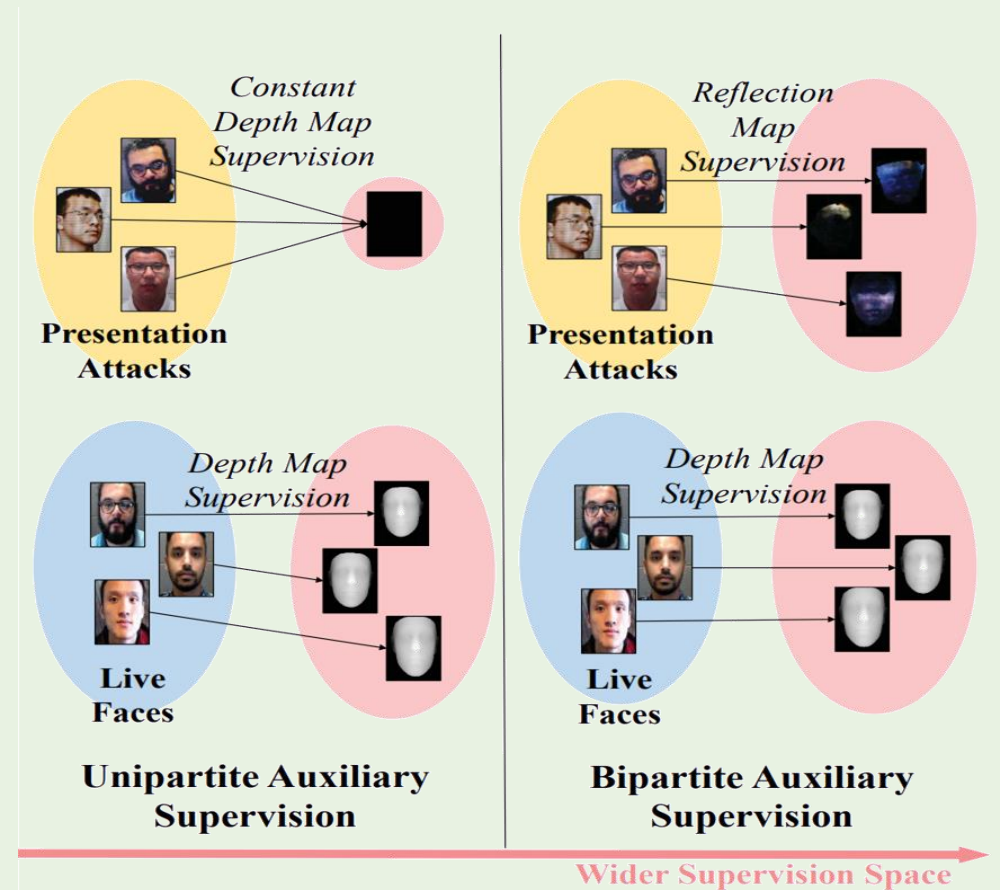 Constant
Depth Map
Supervision
Presentation
Attacks
Depth Map
Supervision
Live
Faces
Unipartite Auxiliary
Supervision
Reflection
Map
Supervision
Presentation
Attacks
Depth Map
Supervision
Live
Faces
Bipartite Auxiliary
Supervision
Wider Supervision Space